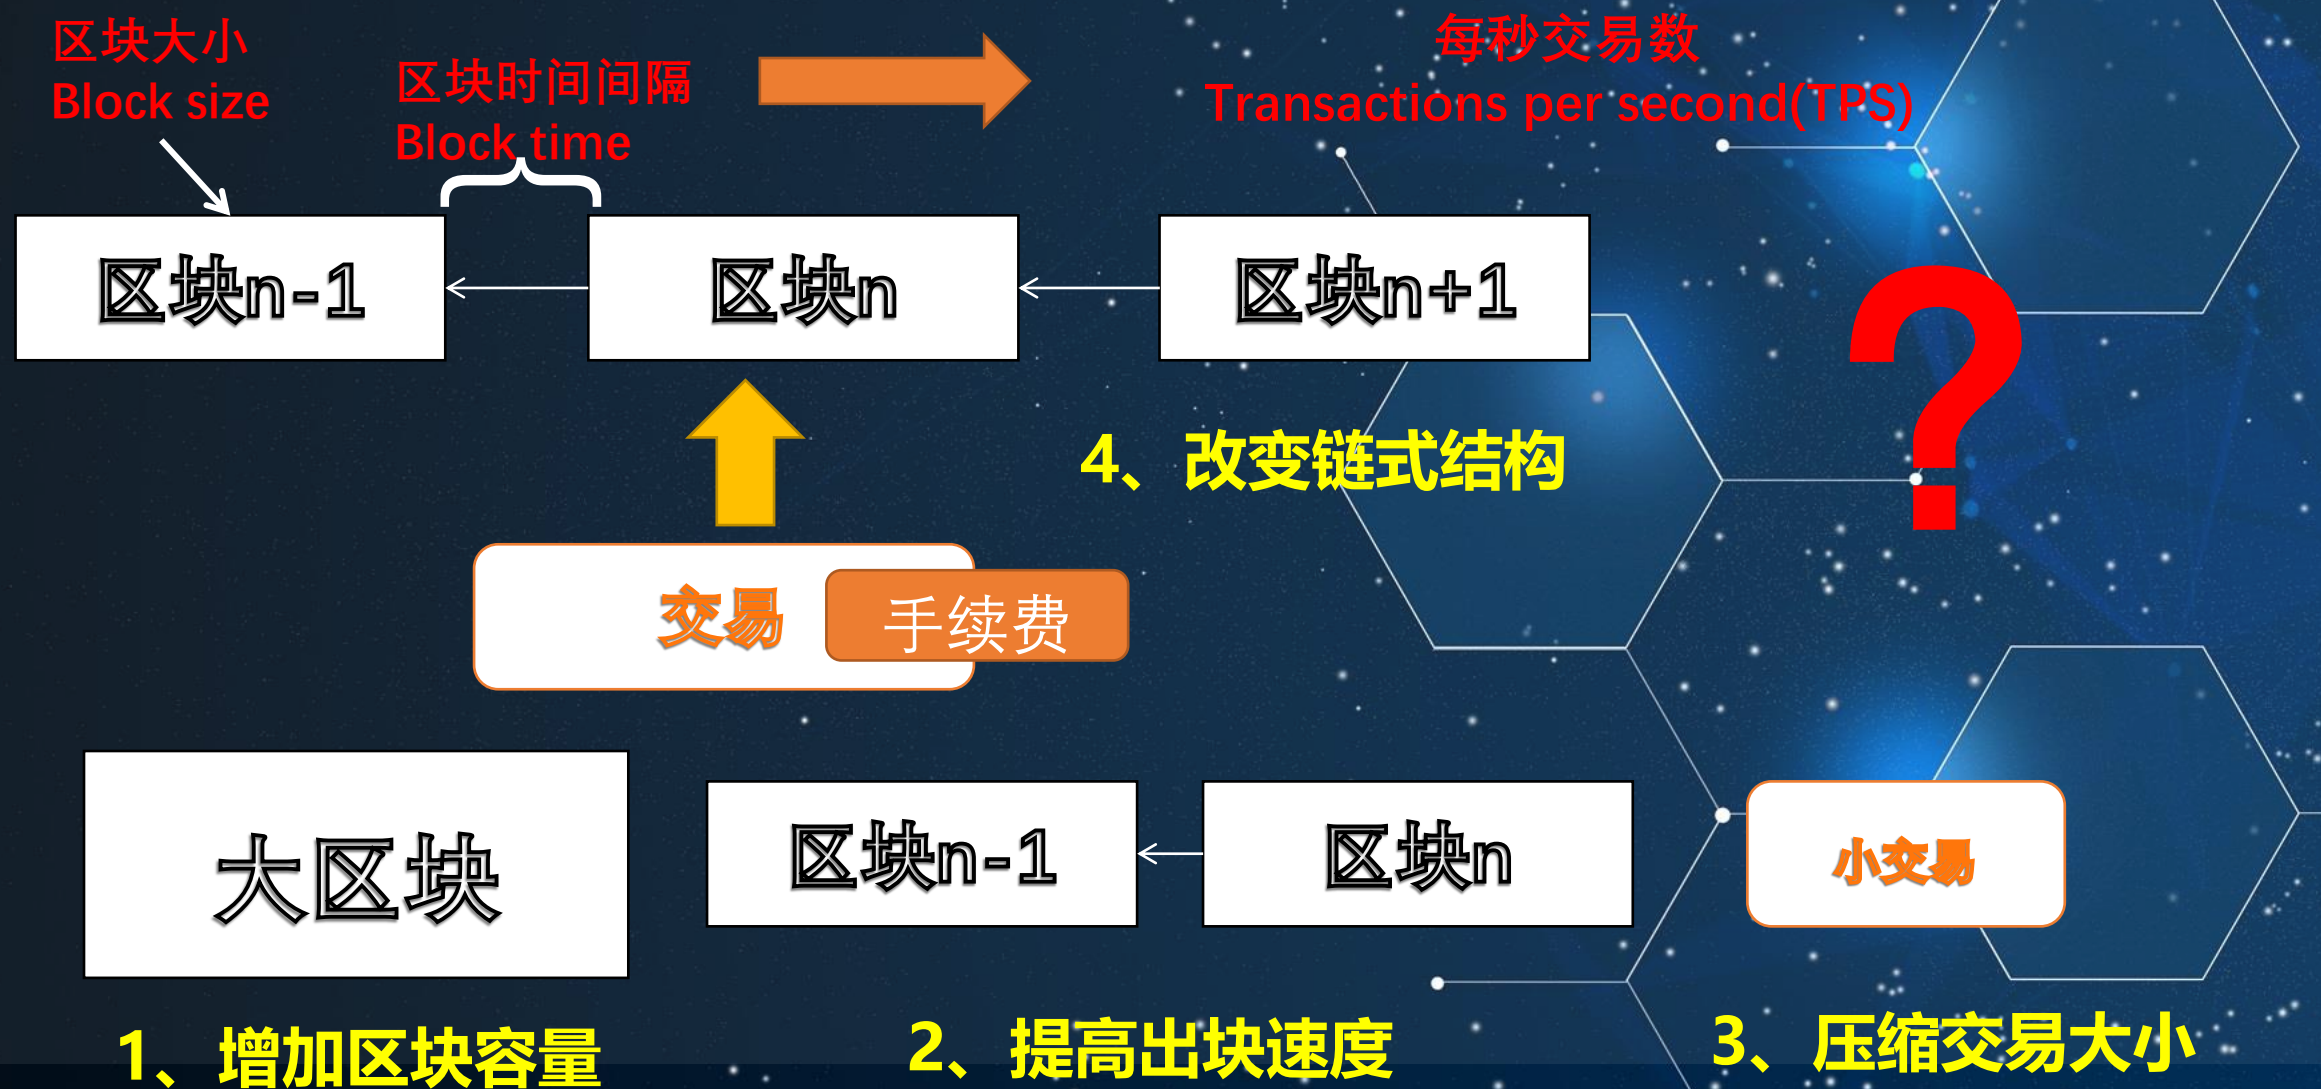 区块大小
Block size
区块时间间隔
Block time
每秒交易数
Transactions per second(TPS)
区块n-1
区块n
区块n+1
?
4、改变链式结构
交易
手续费
大区块
区块n-1
区块n
小交易
1、增加区块容量
2、提高出块速度
3、压缩交易大小